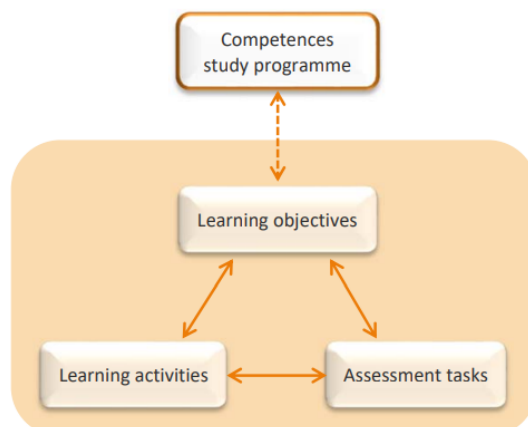 Competences
study programme
Learning objectives
Learning activities
Assessment tasks